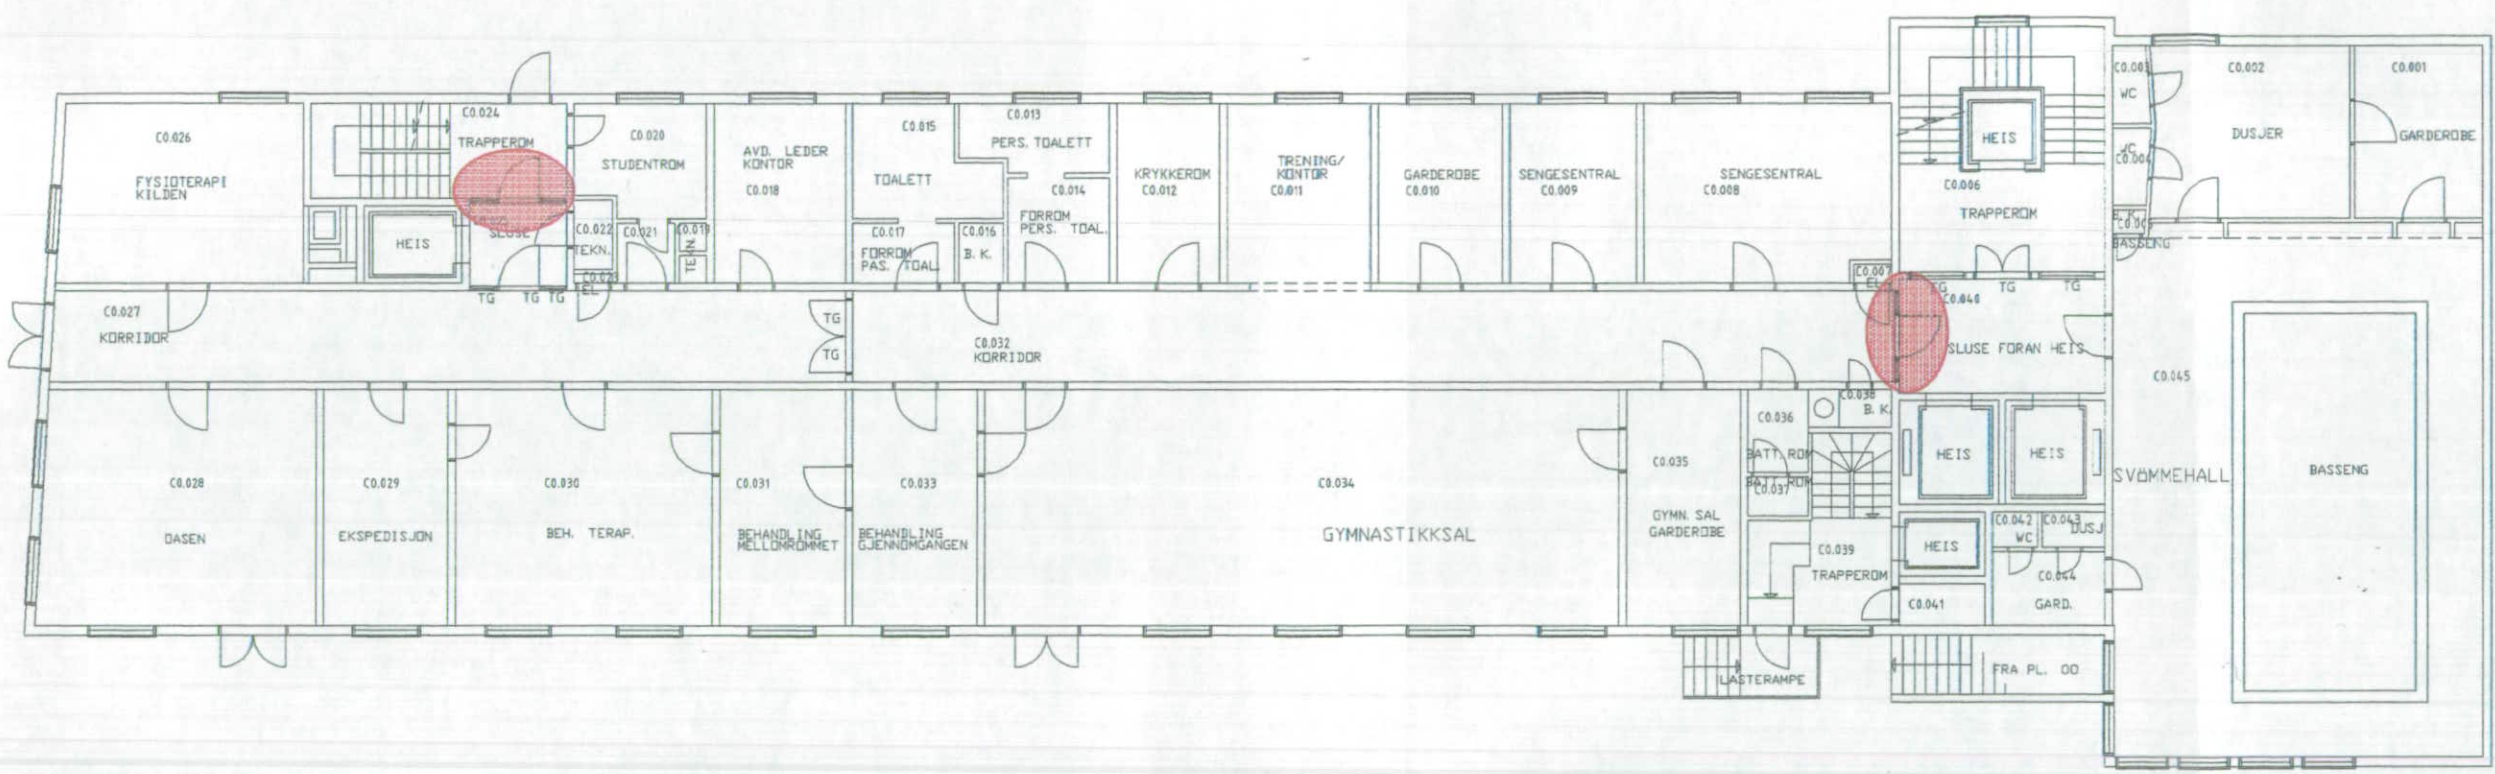 C0.026
FYSIOTERAPI
KILDEN
C0.024
TRAPPEROM
HEIS
SLUSE
C0.020
STUDENTROM
C0.022
TEKN.
C0.023
EL
C0.021
C0.019
TEKN.
AVD. LEDER
KONTOR
C0.018
C0.015
TOALETT
C0.017
FORROM
PAS. TOAL.
C0.016
B. K.
C0.013
PERS. TOALETT
C0.014
FORROM
PERS. TOAL.
KRYKKEROM
C0.012
TRENING/
KONTOR
C0.011
GARDEROBE
C0.010
SENGESENTRAL
C0.009
SENGESENTRAL
C0.008
C0.007
EL
HEIS
C0.006
TRAPPEROM
C0.003
WC
WC
C0.004
B. K.
BASSENG
C0.002
DUSJER
C0.001
GARDEROBE
TG
TG
TG
TG
TG
TG
C0.027
KORRIDOR
TG
TG
C0.032
KORRIDOR
C0.040
SLUSE FORAN HEIS
C0.045
SVÖMMEHALL
BASSENG
C0.028
OASEN
C0.029
EKSPEDISJON
C0.030
BEH. TERAP.
C0.031
BEHANDLING
MELLOMROMMET
C0.033
BEHANDLING
GJENNOMGANGEN
C0.034
GYMNASTIKKSAL
C0.035
GYMN. SAL
GARDEROBE
C0.036
BATT. ROM
BATT. ROM
C0.037
C0.038
B. K.
C0.039
TRAPPEROM
HEIS
HEIS
HEIS
C0.041
C0.042
WC
C0.043
DUSJ
C0.044
GARD.
LASTERAMPE
FRA PL. 00